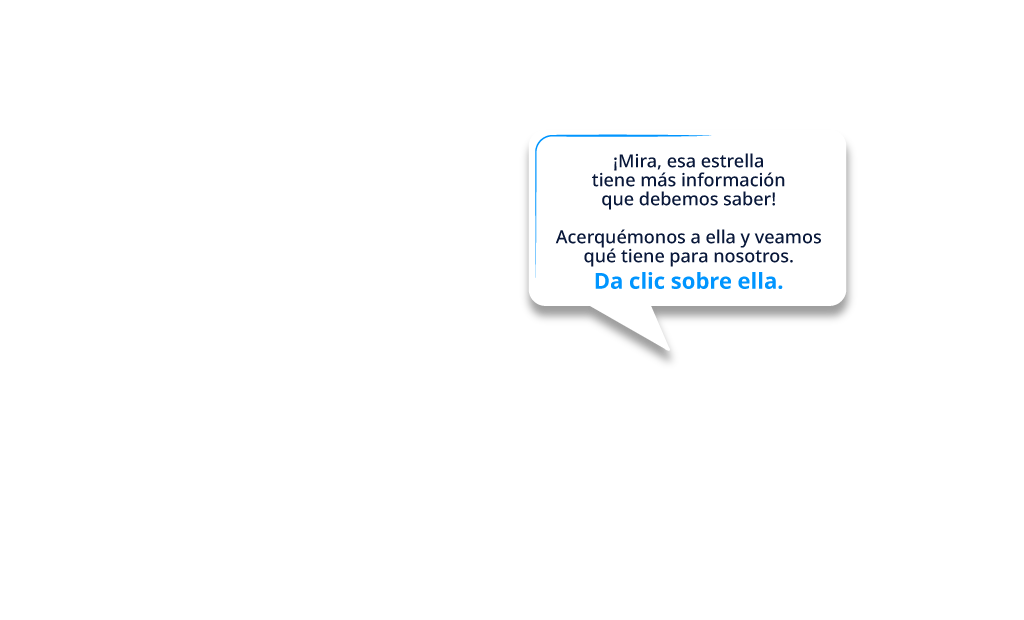 ¡Mira, esa estrella
tiene más información
que debemos saber!
Acerquémonos a ella y veamos
qué tiene para nosotros.
Da clic sobre ella.